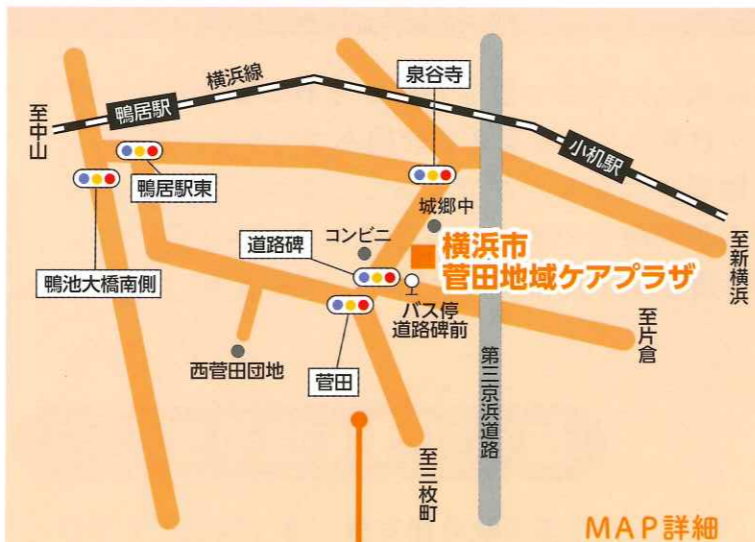 横浜線
泉谷寺
鴨居駅
至中山
小机駅
鴨居駅東
城郷中
コンビニ
道路碑
横浜市
菅田地域ケアプラザ
至新横浜
鴨池大橋南側
バス停
道路碑前
至片倉
西菅田団地
菅田
第三京浜道路
至三枚町
MAP詳細